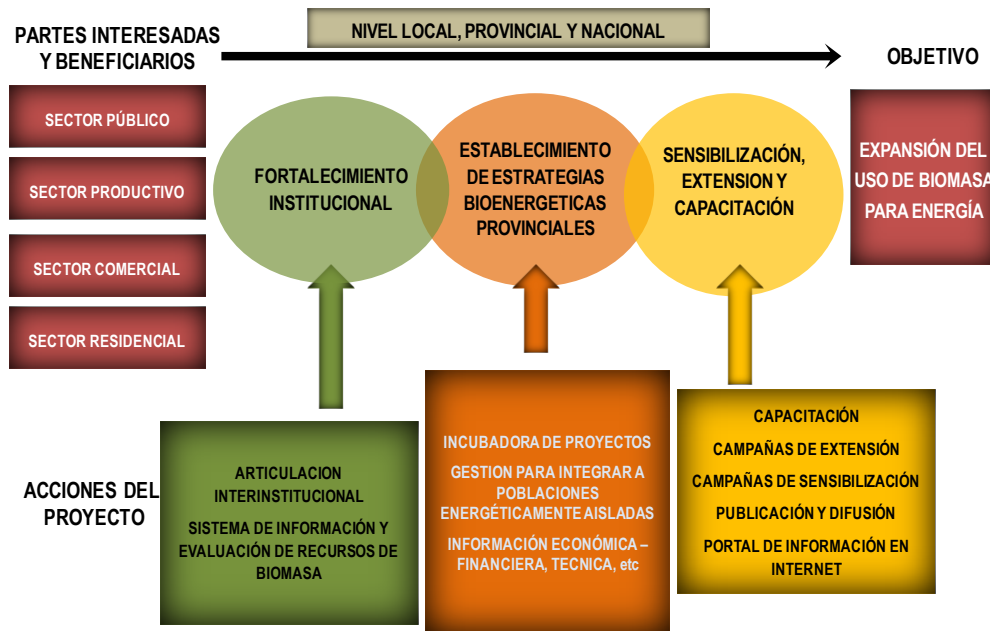 PARTES INTERESADAS
Y BENEFICIARIOS
NIVEL LOCAL, PROVINCIAL Y NACIONAL
OBJETIVO
SECTOR PÚBLICO
SECTOR PRODUCTIVO
SECTOR COMERCIAL
SECTOR RESIDENCIAL
FORTALECIMIENTO
INSTITUCIONAL
ESTABLECIMIENTO
DE ESTRATEGIAS
BIOENERGETICAS
PROVINCIALES
SENSIBILIZACIÓN,
EXTENSION Y
CAPACITACIÓN
EXPANSIÓN DEL
USO DE BIOMASA
PARA ENERGÍA
ACCIONES DEL
PROYECTO
ARTICULACION
INTERINSTITUCIONAL
SISTEMA DE INFORMACIÓN Y
EVALUACIÓN DE RECURSOS DE
BIOMASA
INCUBADORA DE PROYECTOS
GESTION PARA INTEGRAR A
POBLACIONES
ENERGÉTICAMENTE AISLADAS
INFORMACIÓN ECONÓMICA –
FINANCIERA, TECNICA, etc
CAPACITACIÓN
CAMPAÑAS DE EXTENSIÓN
CAMPAÑAS DE SENSIBILIZACIÓN
PUBLICACIÓN Y DIFUSIÓN
PORTAL DE INFORMACIÓN EN
INTERNET